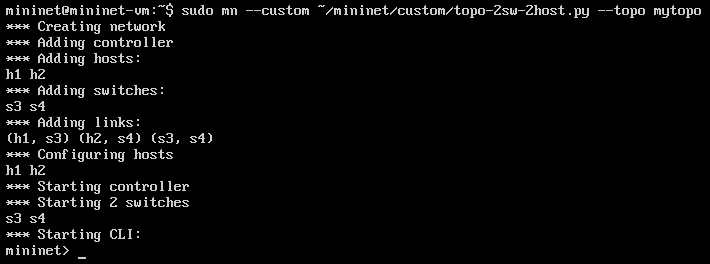 mininet@mininet-vm:~$ sudo mn --custom ~/mininet/custom/topo-2sw-2host.py --topo mytopo
*** Creating network
*** Adding controller
*** Adding hosts:
h1 h2
*** Adding switches:
s3 s4
*** Adding links:
(h1, s3) (h2, s4) (s3, s4)
*** Configuring hosts
h1 h2
*** Starting controller
*** Starting 2 switches
s3 s4
*** Starting CLI:
mininet> _